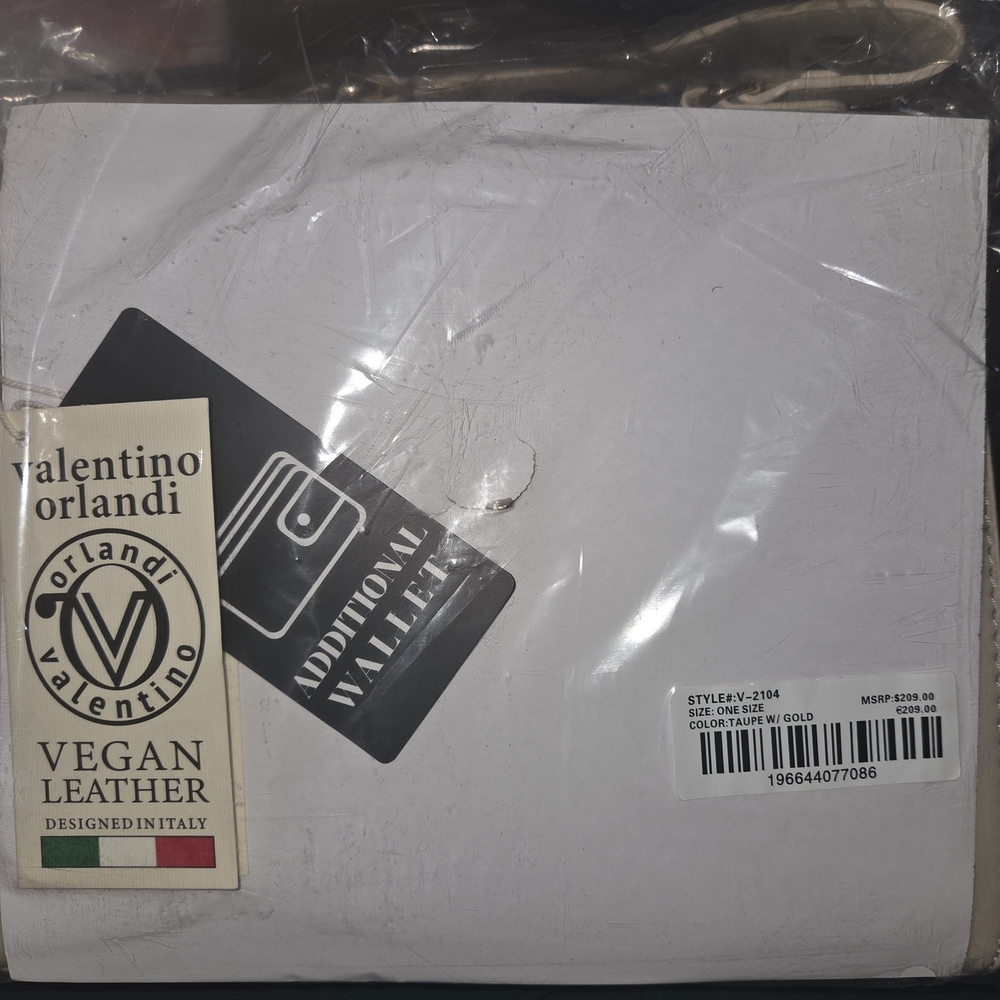 valentino
orlandi
orlandi
valentino
VEGAN
LEATHER
DESIGNED IN ITALY
ADDITIONAL
WALLET
STYLE#:V-2104
MSRP:$209.00
SIZE: ONE SIZE
€209.00
COLOR:TAUPE W/ GOLD
196644077086